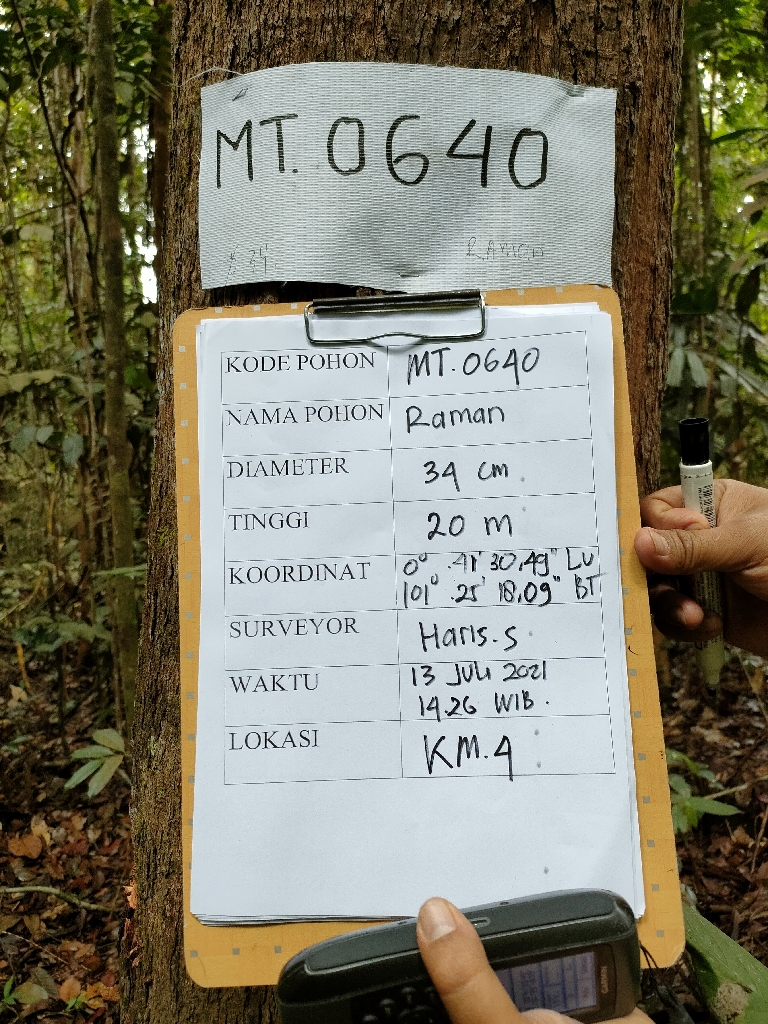 MT. 0640
RAMAN
KODE POHON MT. 0640
NAMA POHON Raman
DIAMETER 34 cm.
TINGGI 20 m
KOORDINAT 0° .41' 30,49" LU
101° .25' 18,09" BT
SURVEYOR Haris.S
WAKTU 13 Juli 2021
14.26 WIB.
LOKASI KM.4
GARMIN